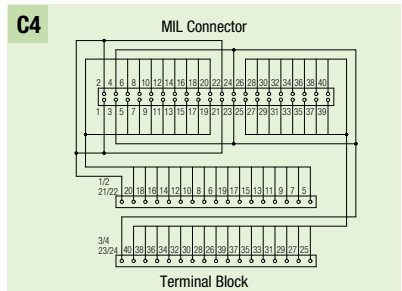 C4
MIL Connector
2 4 6 8 10 12 14 16 18 20 22 24 26 28 30 32 34 36 38 40
1 3 5 7 9 11 13 15 17 19 21 23 25 27 29 31 33 35 37 39
1/2
21/22 20 18 16 14 12 10 8 6 19 17 15 13 11 9 7 5
3/4
23/24 40 38 36 34 32 30 28 26 39 37 35 33 31 29 27 25
Terminal Block